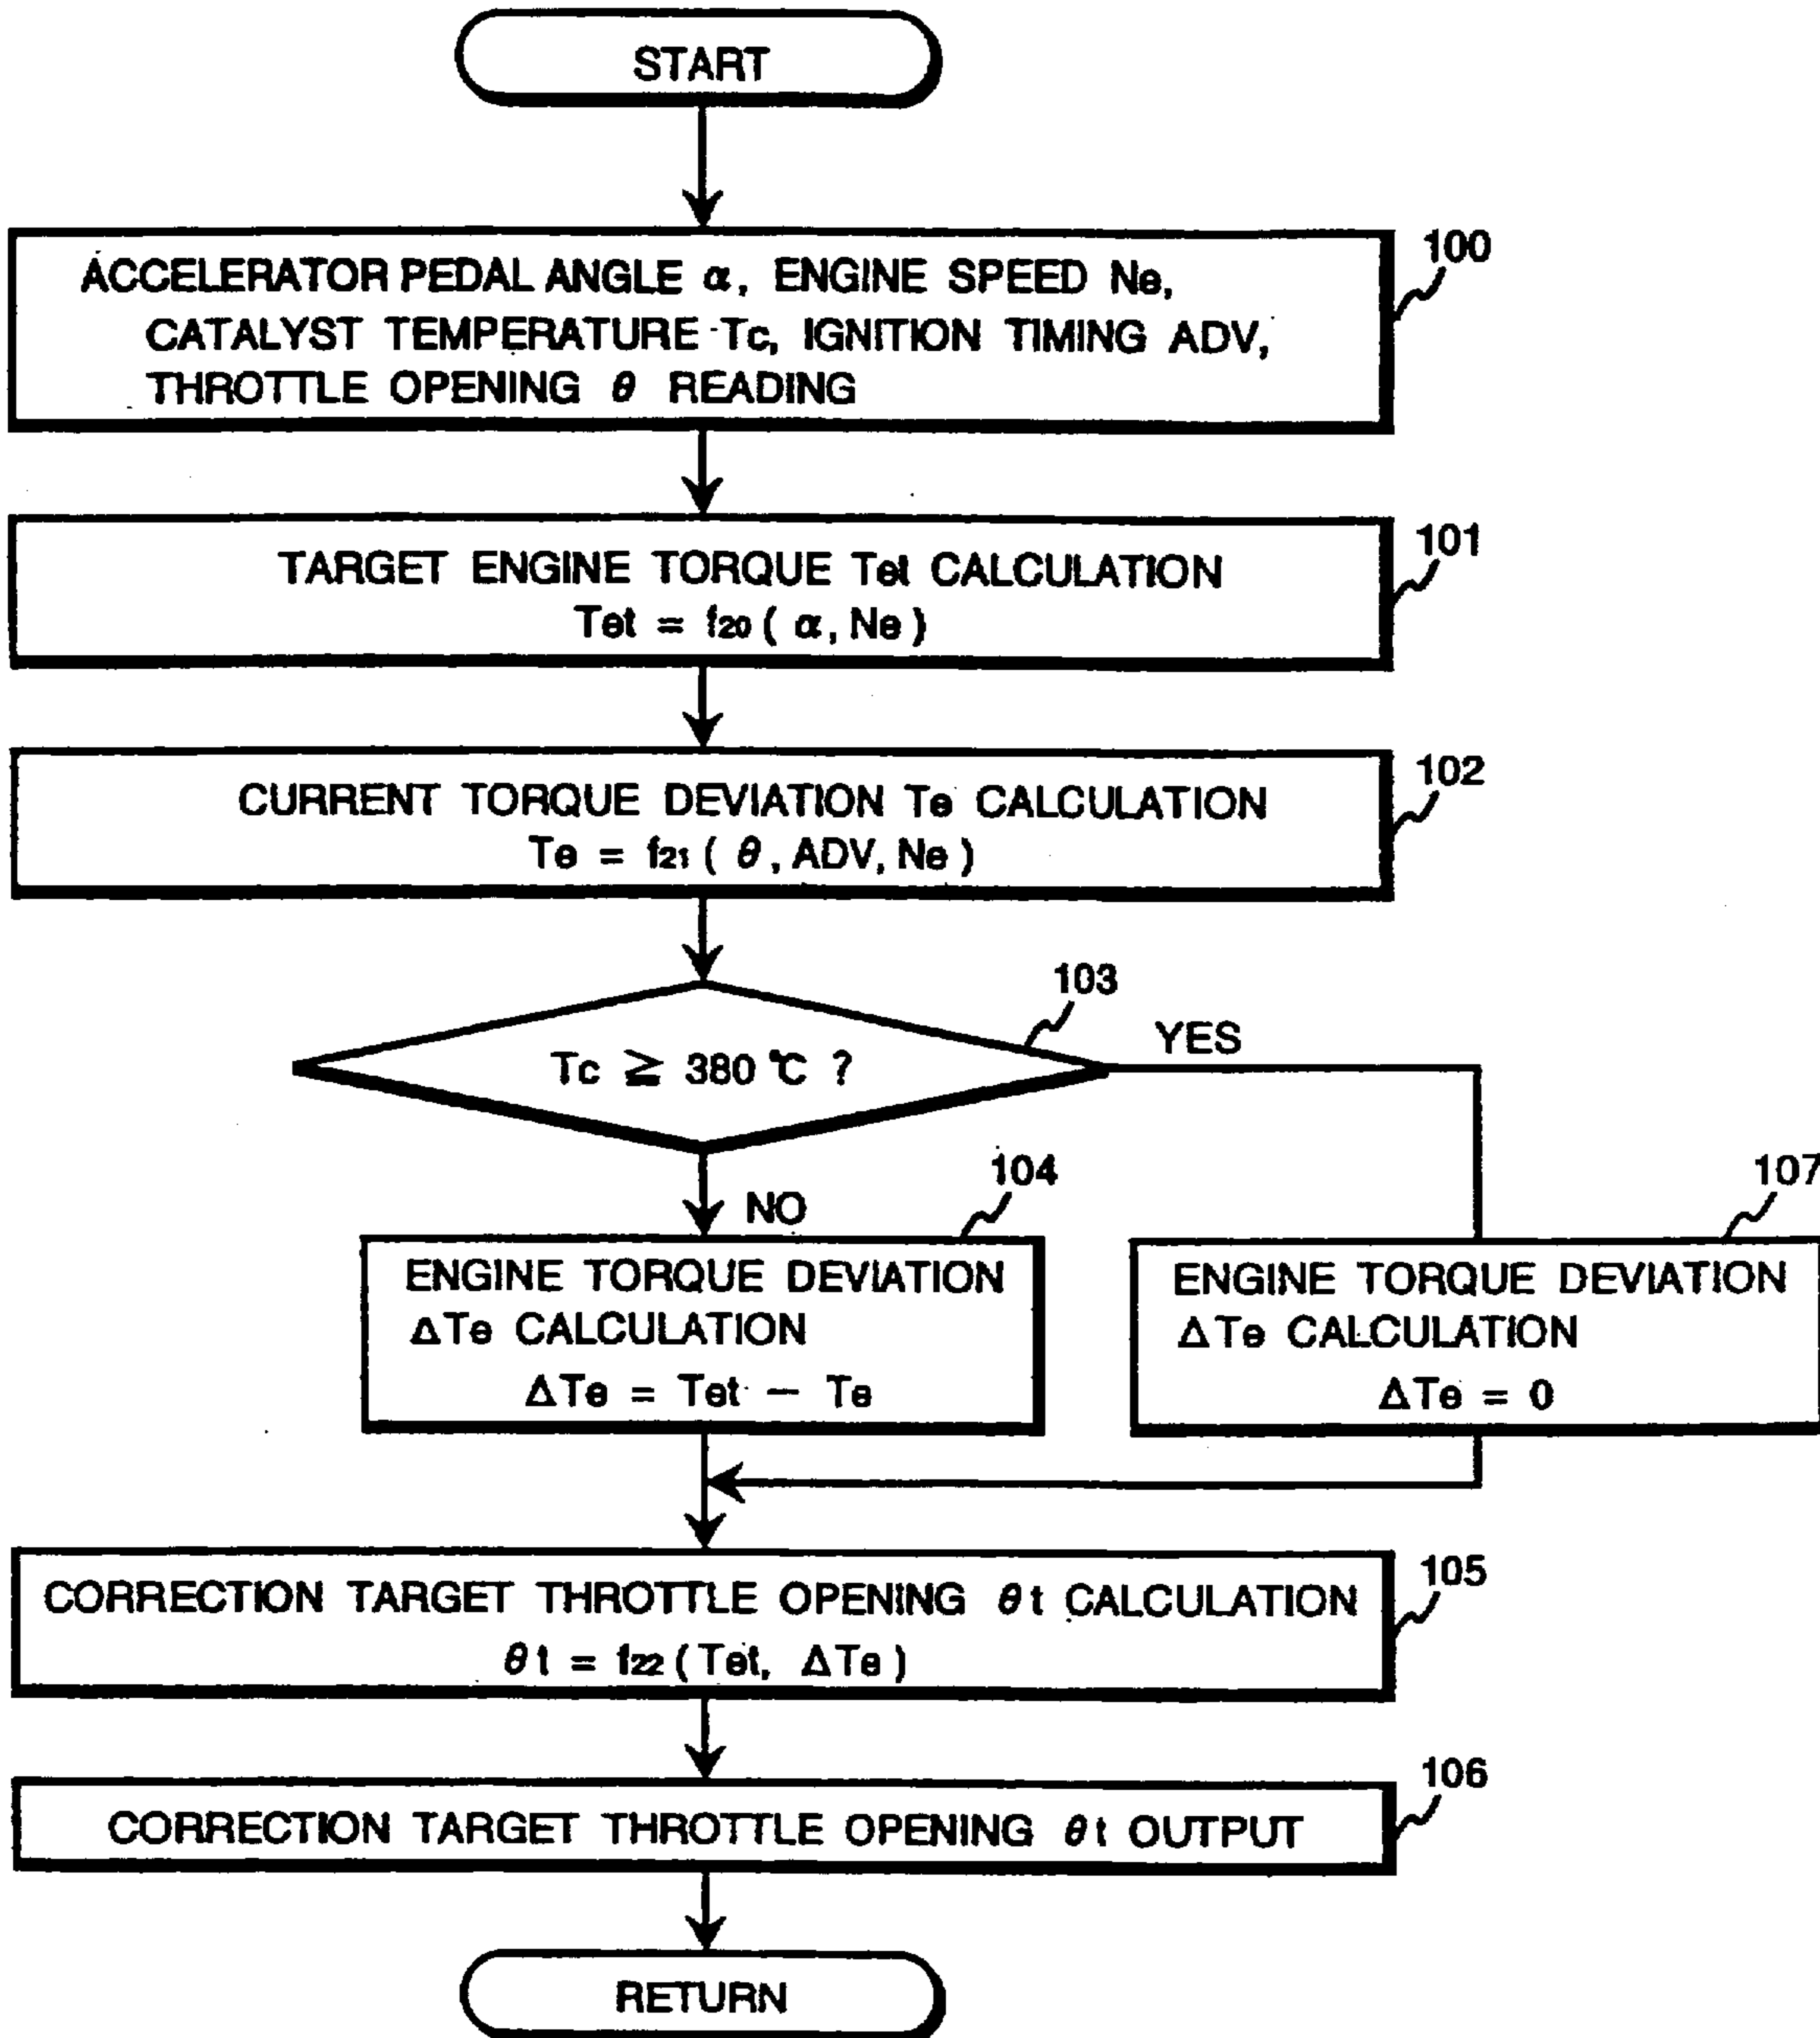 START
100
ACCELERATOR PEDAL ANGLE α, ENGINE SPEED Ne,
CATALYST TEMPERATURE Tc, IGNITION TIMING ADV,
THROTTLE OPENING θ READING
101
TARGET ENGINE TORQUE Tet CALCULATION
Tet = f20 ( α, Ne )
102
CURRENT TORQUE DEVIATION Te CALCULATION
Te = f21 ( θ, ADV, Ne )
103
Tc ≧ 380 ℃ ?
YES
NO
104
ENGINE TORQUE DEVIATION
ΔTe CALCULATION
ΔTe = Tet − Te
107
ENGINE TORQUE DEVIATION
ΔTe CALCULATION
ΔTe = 0
105
CORRECTION TARGET THROTTLE OPENING θt CALCULATION
θt = f22 ( Tet, ΔTe )
106
CORRECTION TARGET THROTTLE OPENING θt OUTPUT
RETURN